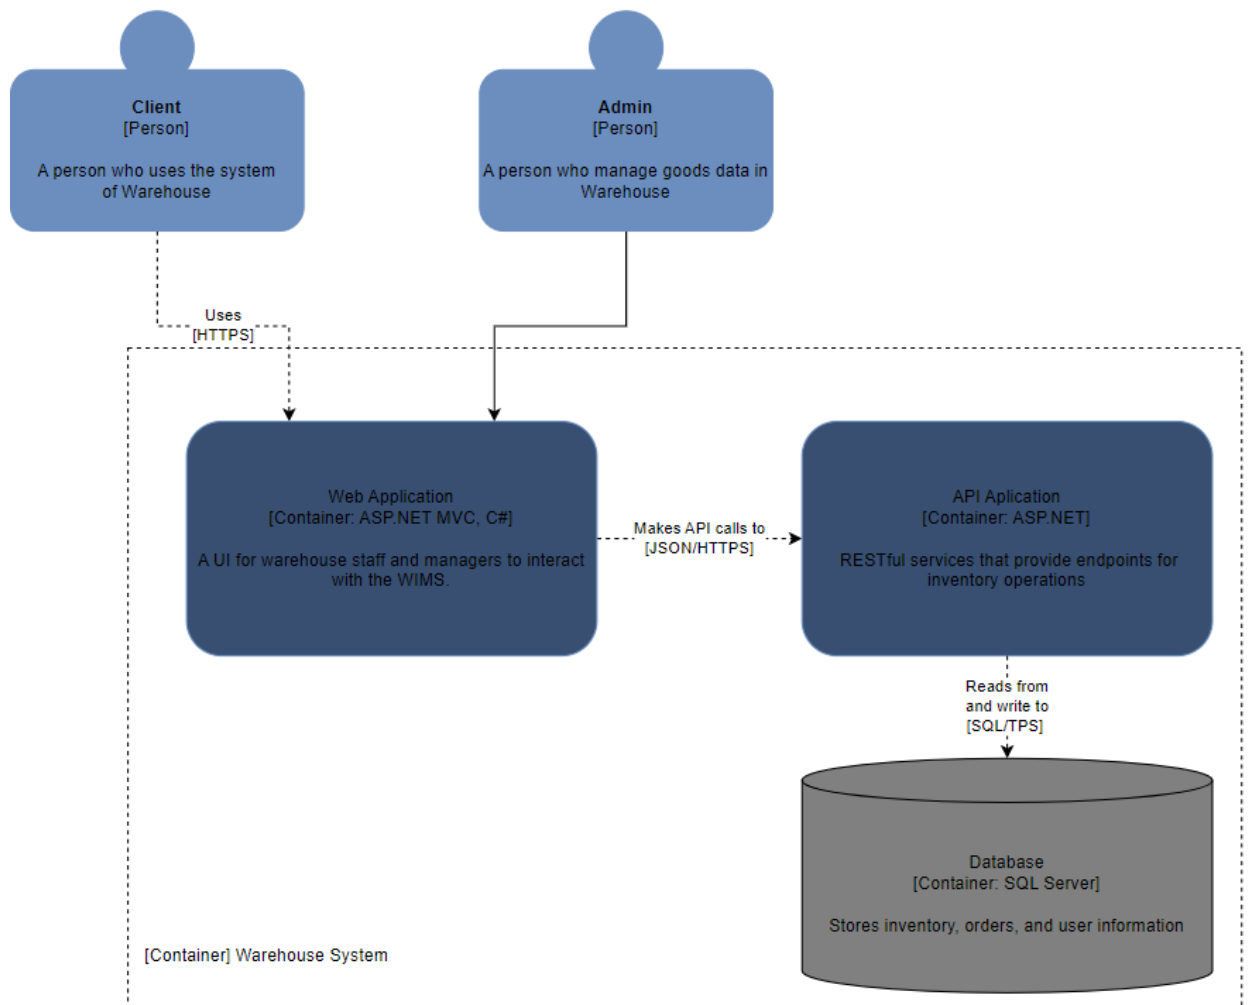 Client
[Person]
A person who uses the system
of Warehouse
Admin
[Person]
A person who manage goods data in
Warehouse
Uses
[HTTPS]
Web Application
[Container: ASP.NET MVC, C#]
A UI for warehouse staff and managers to interact
with the WIMS.
Makes API calls to
[JSON/HTTPS]
API Aplication
[Container: ASP.NET]
RESTful services that provide endpoints for
inventory operations
Reads from
and write to
[SQL/TPS]
Database
[Container: SQL Server]
Stores inventory, orders, and user information
[Container] Warehouse System